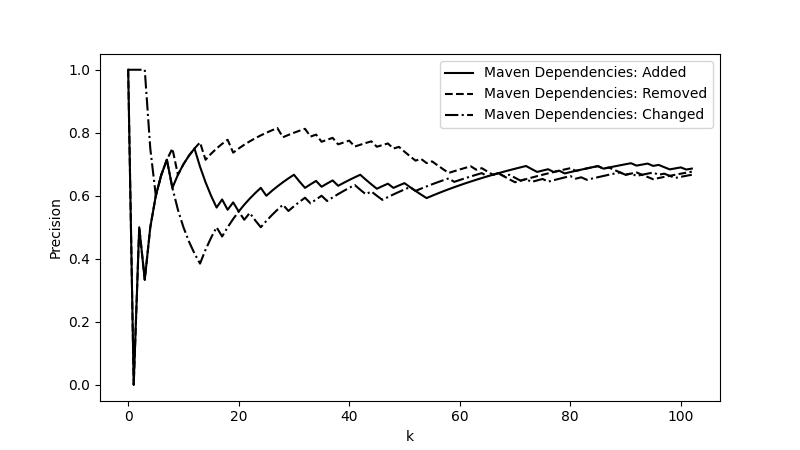 1.0
0.8
0.6
0.4
0.2
0.0
Precision
0 20 40 60 80 100
k
Maven Dependencies: Added
Maven Dependencies: Removed
Maven Dependencies: Changed